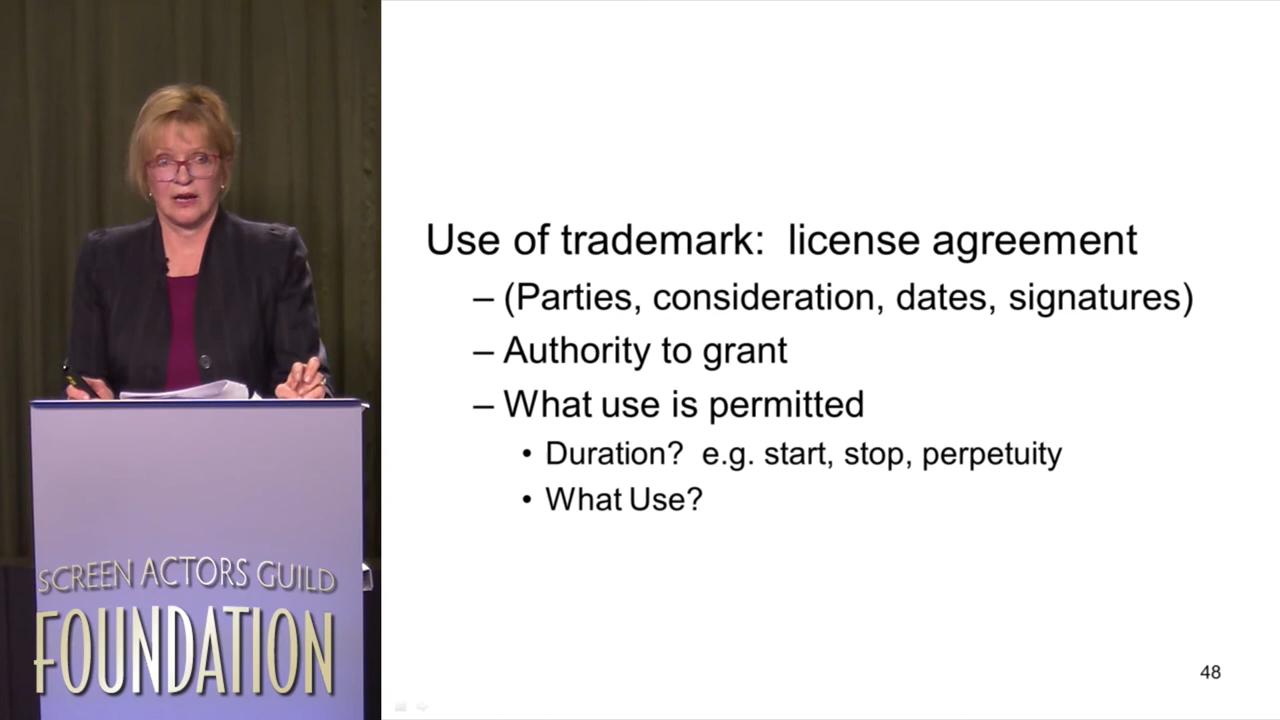 Use of trademark: license agreement
– (Parties, consideration, dates, signatures)
– Authority to grant
– What use is permitted
• Duration? e.g. start, stop, perpetuity
• What Use?
48
SCREEN ACTORS GUILD
FOUNDATION